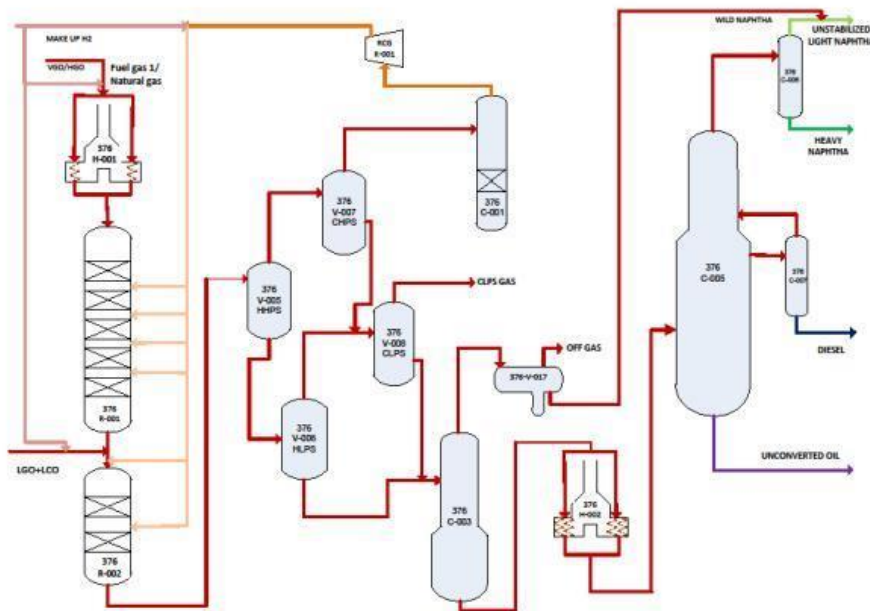 MAKE UP H2
VGO/HGO
Fuel gas 1/
Natural gas
376
H-001
376
R-001
LGO+LCO
376
R-002
RCG
K-001
376
C-001
376
V-007
CHPS
376
V-005
HHPS
376
V-008
CLPS
CLPS GAS
376
V-006
HLPS
376
C-003
376-V-017
OFF GAS
376
H-002
WILD NAPHTHA
UNSTABILIZED
LIGHT NAPHTHA
376
HEAVY
NAPHTHA
376
C-005
376
C-007
DIESEL
UNCONVERTED OIL